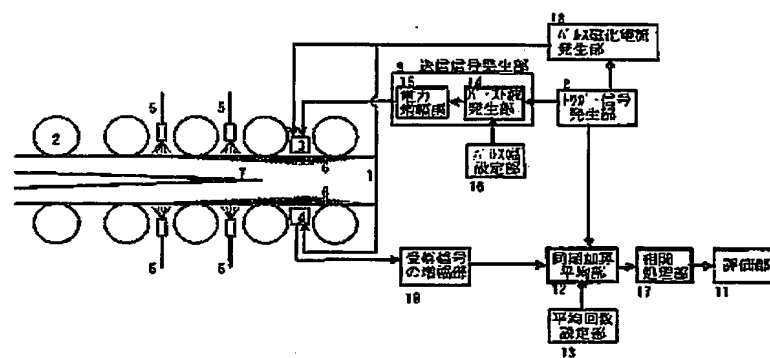 18
パルス磁化電流
発生部
9 送信信号発生部
15
電力
増幅器
14
バースト波
発生部
8
トリガー信号
発生部
パルス幅
設定部
16
5
5
2
3
6
7
1
6
4
5
5
受信信号
の増幅部
10
同期加算
平均部
12
相関
処理部
17
評価部
11
平均回数
設定部
13